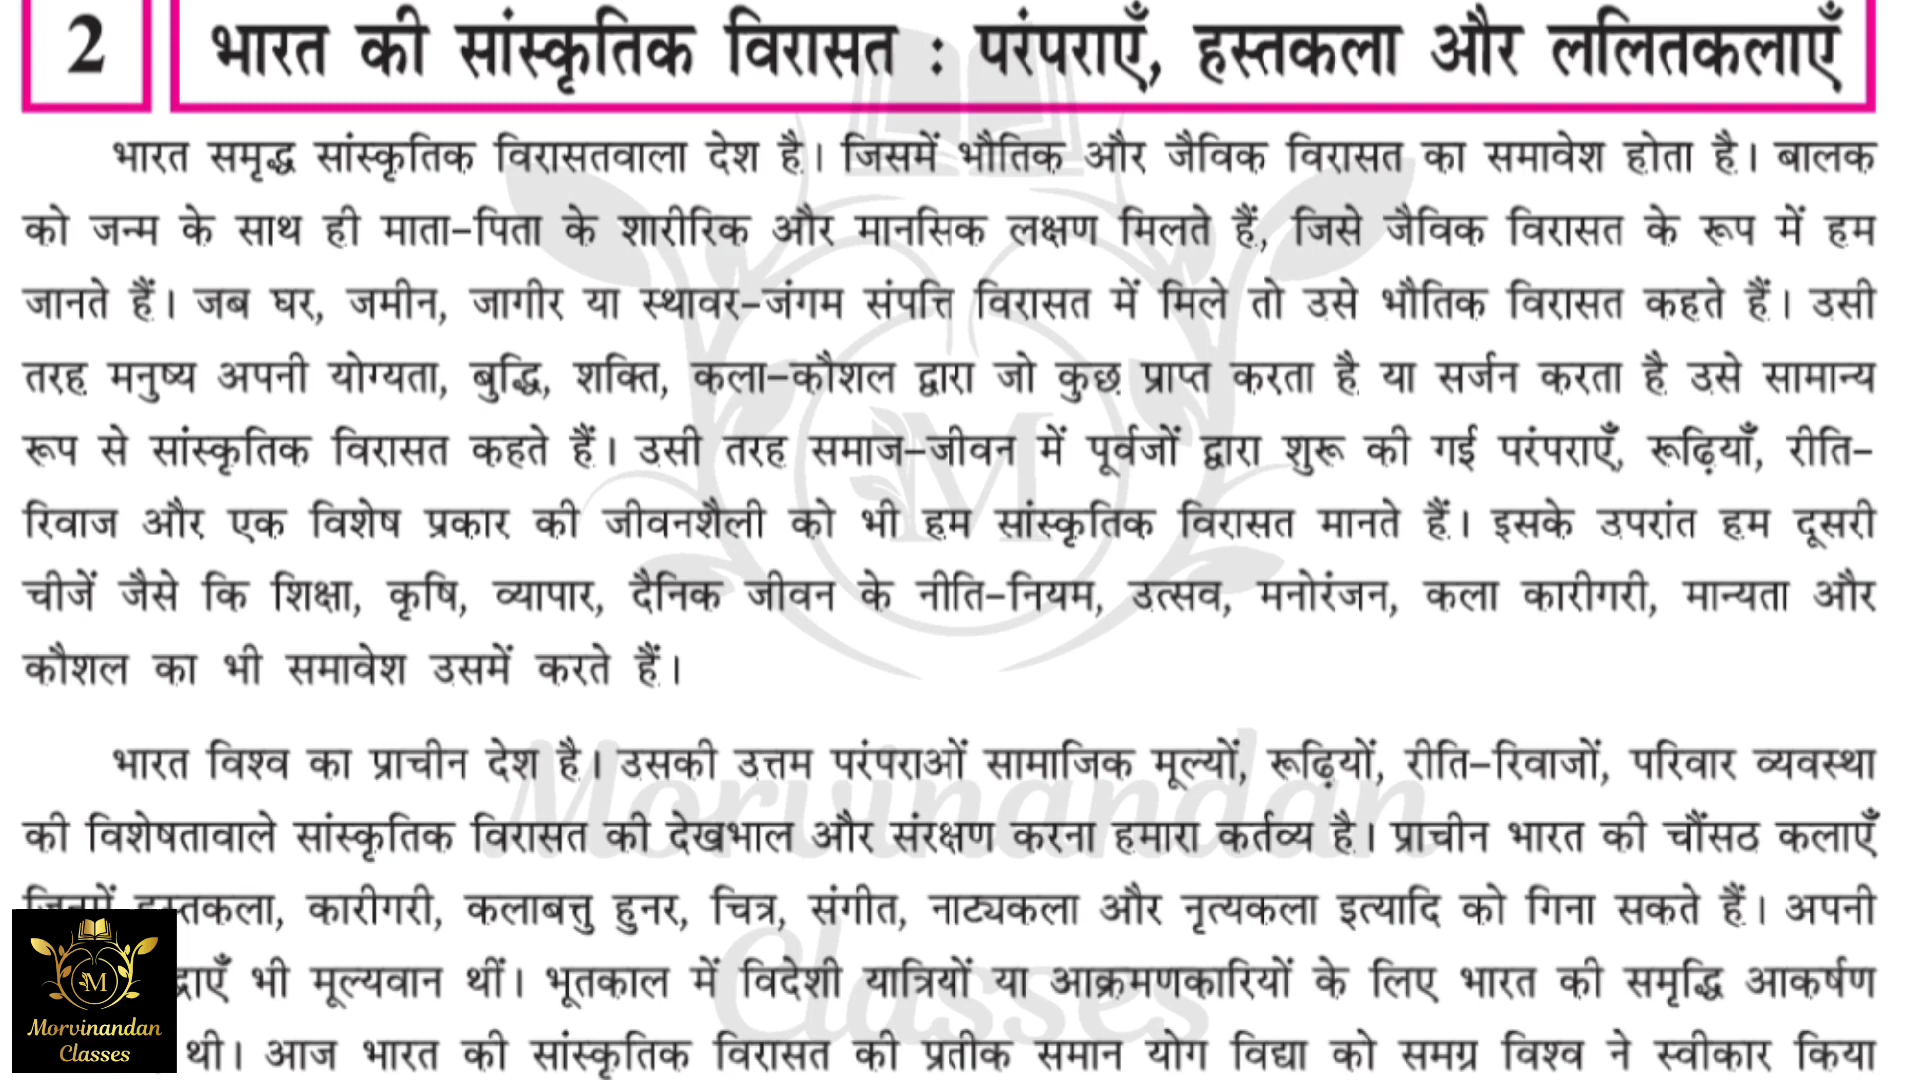 2
भारत की सांस्कृतिक विरासत : परंपराएँ, हस्तकला और ललितकलाएँ
भारत समृद्ध सांस्कृतिक विरासतवाला देश है। जिसमें भौतिक और जैविक विरासत का समावेश होता है। बालक
को जन्म के साथ ही माता-पिता के शारीरिक और मानसिक लक्षण मिलते हैं, जिसे जैविक विरासत के रूप में हम
जानते हैं। जब घर, जमीन, जागीर या स्थावर-जंगम संपत्ति विरासत में मिले तो उसे भौतिक विरासत कहते हैं। उसी
तरह मनुष्य अपनी योग्यता, बुद्धि, शक्ति, कला-कौशल द्वारा जो कुछ प्राप्त करता है या सर्जन करता है उसे सामान्य
रूप से सांस्कृतिक विरासत कहते हैं। उसी तरह समाज-जीवन में पूर्वजों द्वारा शुरू की गई परंपराएँ, रूढ़ियाँ, रीति-
रिवाज और एक विशेष प्रकार की जीवनशैली को भी हम सांस्कृतिक विरासत मानते हैं। इसके उपरांत हम दूसरी
चीजें जैसे कि शिक्षा, कृषि, व्यापार, दैनिक जीवन के नीति-नियम, उत्सव, मनोरंजन, कला कारीगरी, मान्यता और
कौशल का भी समावेश उसमें करते हैं।
भारत विश्व का प्राचीन देश है। उसकी उत्तम परंपराओं सामाजिक मूल्यों, रूढ़ियों, रीति-रिवाजों, परिवार व्यवस्था
की विशेषतावाले सांस्कृतिक विरासत की देखभाल और संरक्षण करना हमारा कर्तव्य है। प्राचीन भारत की चौंसठ कलाएँ
कारीगरी, कलाबत्तु हुनर, चित्र, संगीत, नाट्यकला और नृत्यकला इत्यादि को गिना सकते हैं। अपनी
भी मूल्यवान थीं। भूतकाल में विदेशी यात्रियों या आक्रमणकारियों के लिए भारत की समृद्धि आकर्षण
थी। आज भारत की सांस्कृतिक विरासत की प्रतीक समान योग विद्या को समग्र विश्व ने स्वीकार किया
M
Morvinandan
Classes
M
Morvinandan
Classes